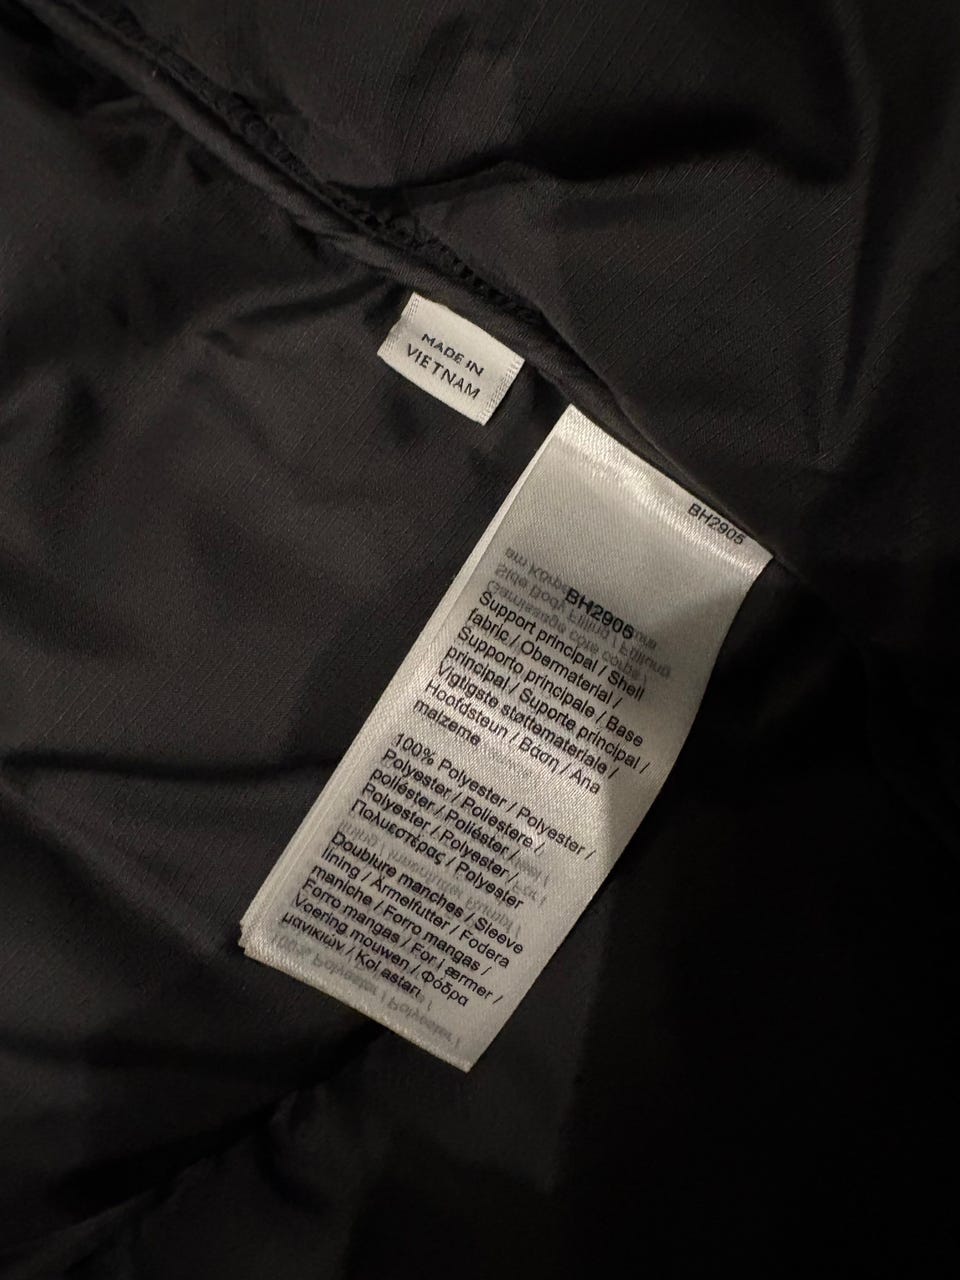 MADE IN
VIETNAM
BH2905
BH2905
Support principal / Shell
fabric / Obermaterial /
Supporto principale / Base
principal / Suporte principal /
Vigtigste støttemateriale /
Hoofdsteun / Βαση / Ana
malzeme
100% Polyester / Polyester /
Polyester / Poliestere /
poliéster / Poliéster /
Polyester / Polyester /
Πολυεστέρας / Polyester
Doublure manches / Sleeve
lining / Ärmelfutter / Fodera
maniche / Forro mangas /
Forro mangas / For i ærmer /
Voering mouwen / Φόδρα
μανικιών / Kol astarı